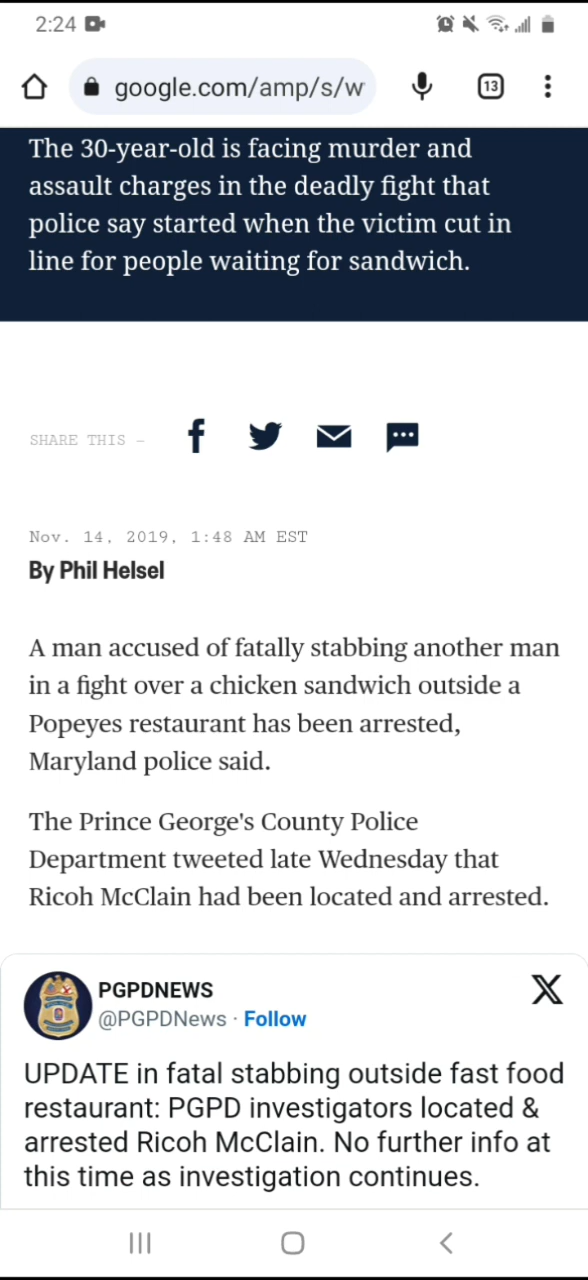 2:24
google.com/amp/s/w
13
The 30-year-old is facing murder and
assault charges in the deadly fight that
police say started when the victim cut in
line for people waiting for sandwich.
SHARE THIS —
Nov. 14, 2019, 1:48 AM EST
By Phil Helsel
A man accused of fatally stabbing another man
in a fight over a chicken sandwich outside a
Popeyes restaurant has been arrested,
Maryland police said.
The Prince George's County Police
Department tweeted late Wednesday that
Ricoh McClain had been located and arrested.
PGPDNEWS
@PGPDNews · Follow
UPDATE in fatal stabbing outside fast food
restaurant: PGPD investigators located &
arrested Ricoh McClain. No further info at
this time as investigation continues.